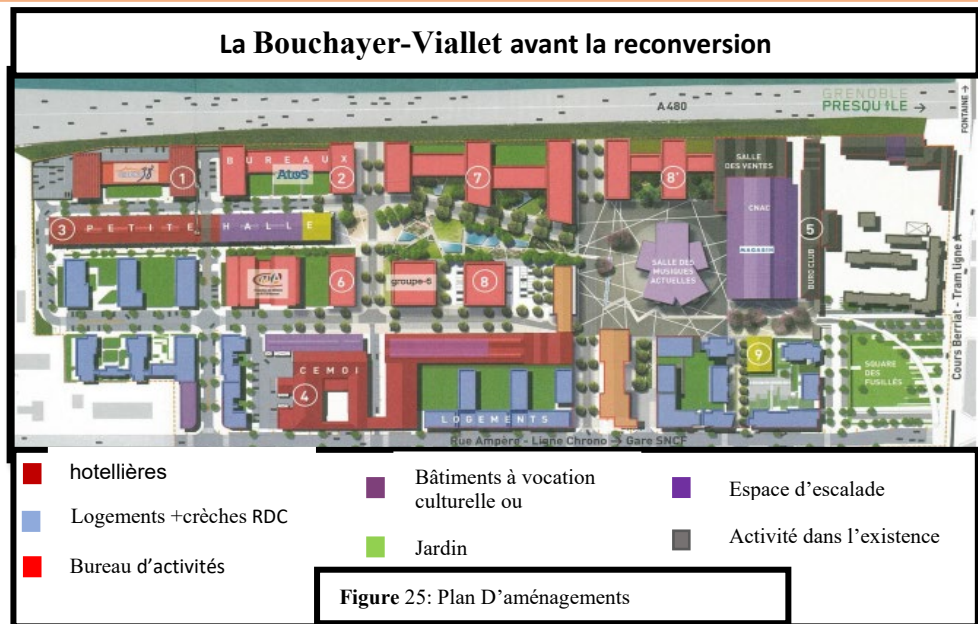 La Bouchayer-Viallet avant la reconversion
GRENOBLE
PRESQU'ILE →
A 480
FONTAINE →
BUREAUX
Atos
1
2
7
8'
SALLE
DES VENTES
CNAC
MAGASIN
5
BURO CLUB
3 PETITE HALLE
SALLE DES
MUSIQUES
ACTUELLES
6
groupe-6
8
CEMOI
4
9
SQUARE
DES
FUSILLÉS
LOGEMENTS
Cours Berriat - Tram ligne A
Rue Ampère - Ligne Chrono → Gare SNCF
hotellières
Logements +crèches RDC
Bureau d'activités
Bâtiments à vocation
culturelle ou
Jardin
Espace d'escalade
Activité dans l'existence
Figure 25: Plan D'aménagements